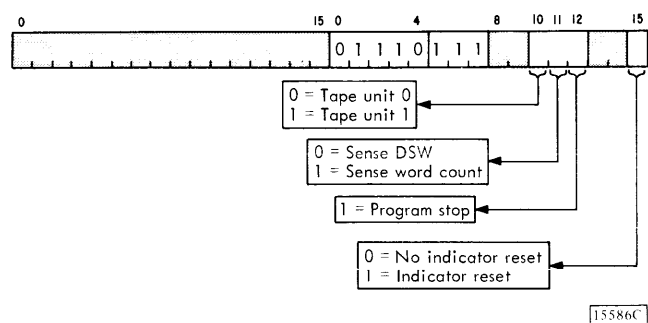 0 15 0 4 8 10 11 12 15
0 1 1 1 0 1 1 1
0 = Tape unit 0
1 = Tape unit 1
0 = Sense DSW
1 = Sense word count
1 = Program stop
0 = No indicator reset
1 = Indicator reset
15586C